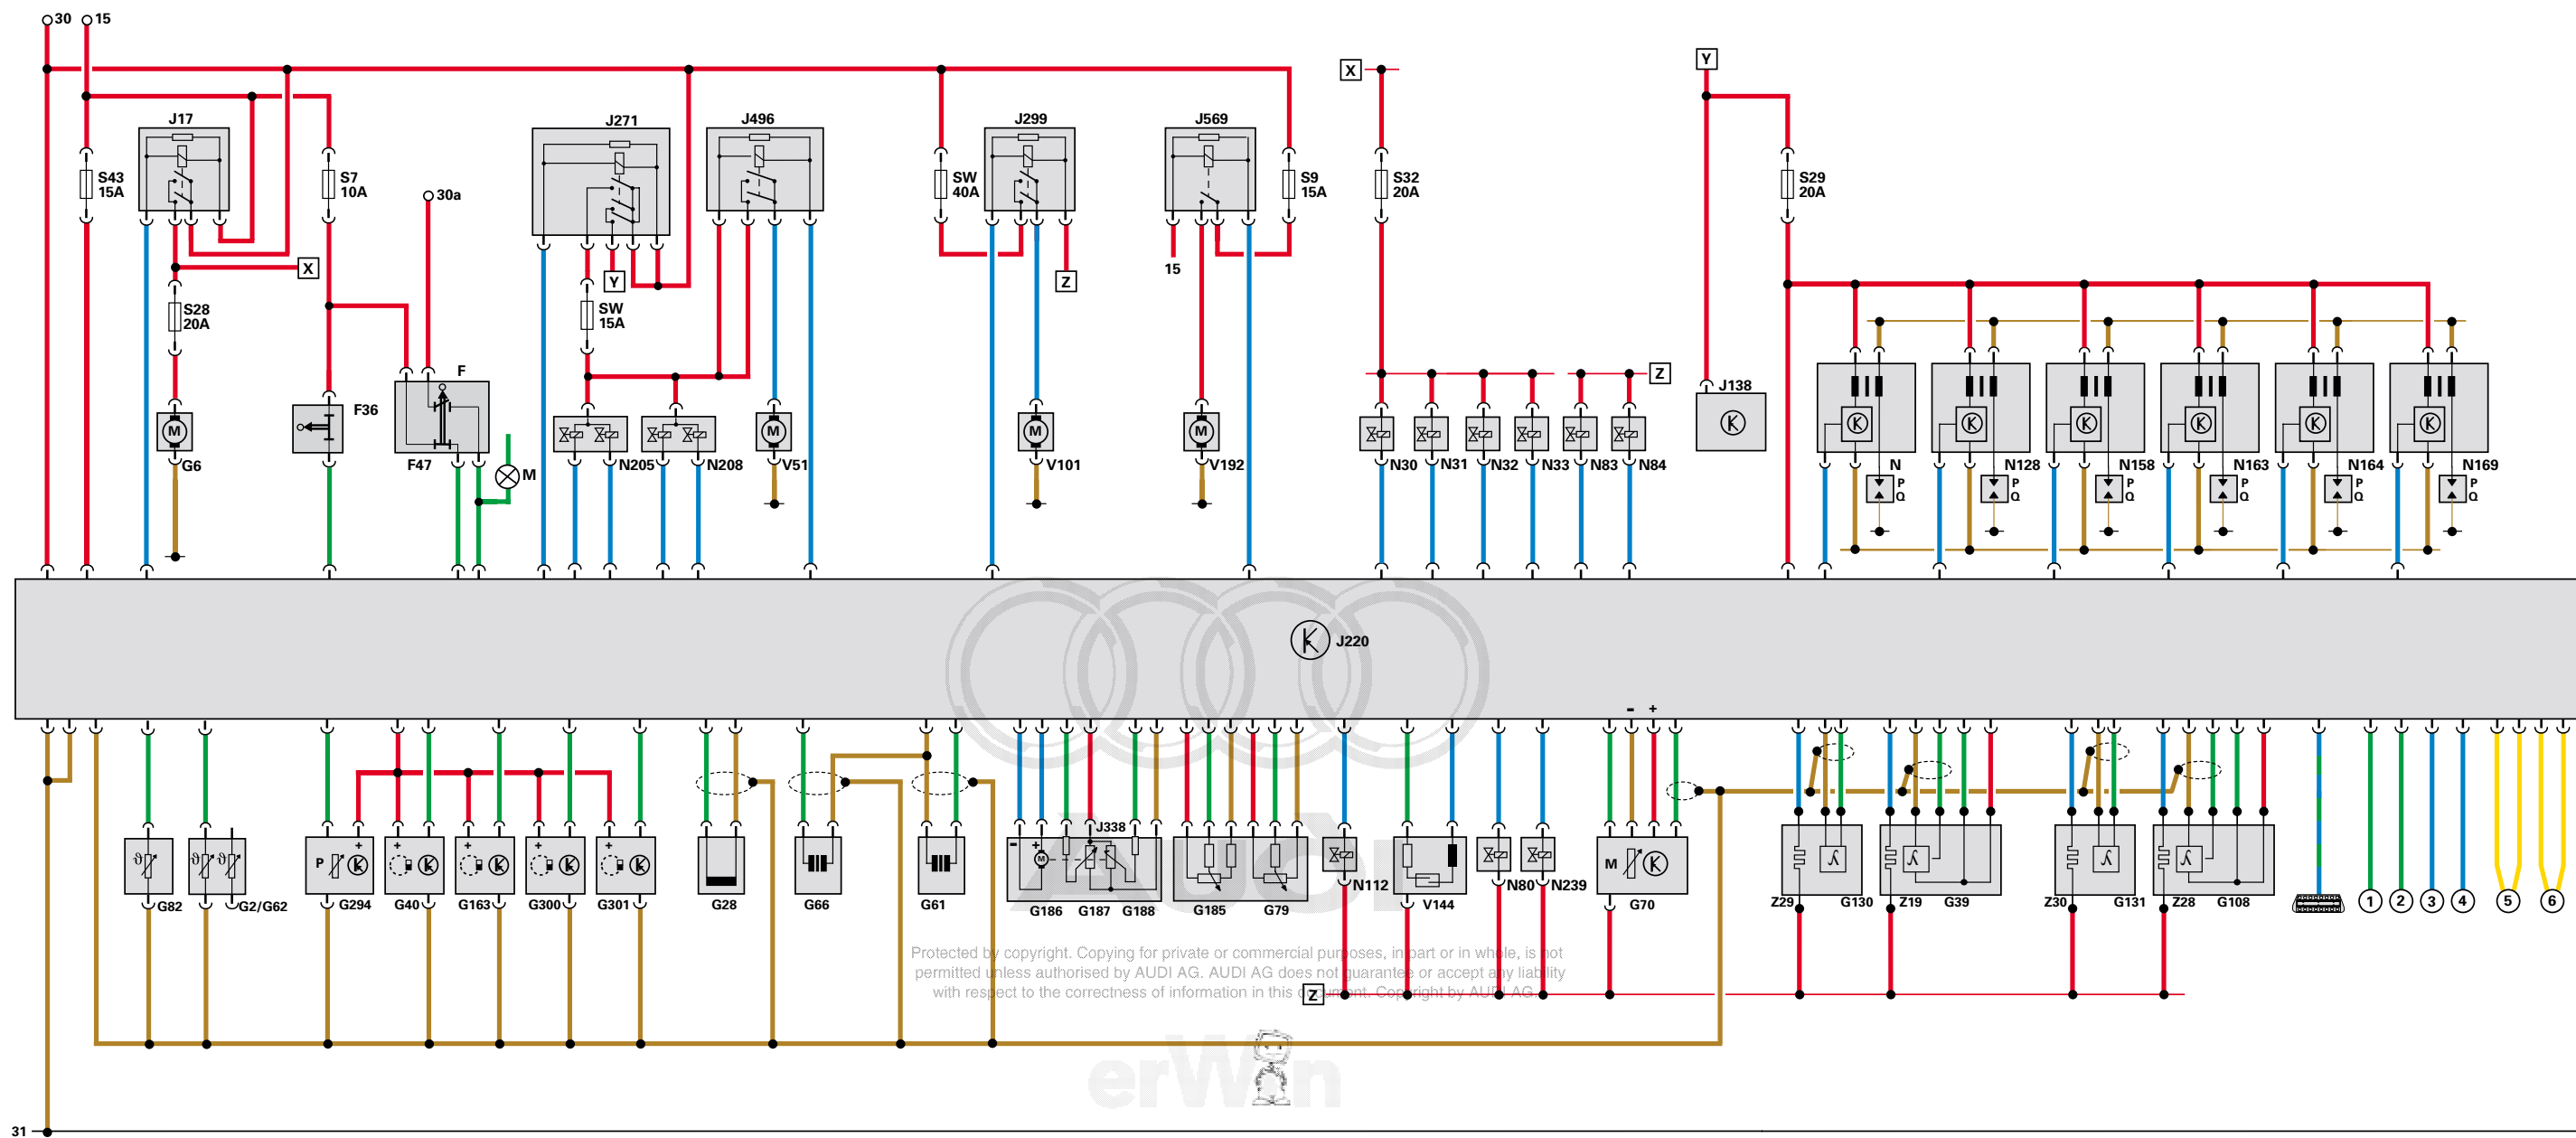 30 15
X
Y
J17
J271
J496
J299
J569
S43
15A
S7
10A
30a
SW
40A
S9
15A
S32
20A
S29
20A
X
Y
Z
15
S28
20A
SW
15A
F
F36
J138
Z
M
M
M
M
G6
F47
M
N205
N208
V51
V101
V192
N30
N31
N32
N33
N83
N84
N
N128
N158
N163
N164
N169
P
Q
P
Q
P
Q
P
Q
P
Q
P
Q
J220
- +
J338
+ + + + +
- +
P
M
M
ϑ
ϑ ϑ
G82
G2/G62
G294
G40
G163
G300
G301
G28
G66
G61
G186
G187
G188
G185
G79
N112
V144
N80
N239
G70
Z29
G130
Z19
G39
Z30
G131
Z28
G108
1
2
3
4
5
6
λ
λ
λ
λ
Audi
Protected by copyright. Copying for private or commercial purposes, in part or in whole, is not
permitted unless authorised by AUDI AG. AUDI AG does not guarantee or accept any liability
with respect to the correctness of information in this document. Copyright by AUDI AG.
Z
erWin
31